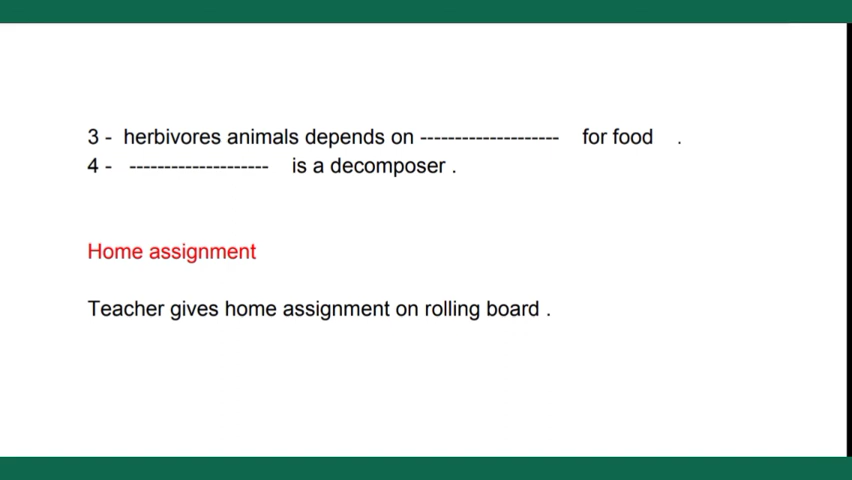 3 - herbivores animals depends on -------------------- for food .
4 - -------------------- is a decomposer .
Home assignment
Teacher gives home assignment on rolling board .